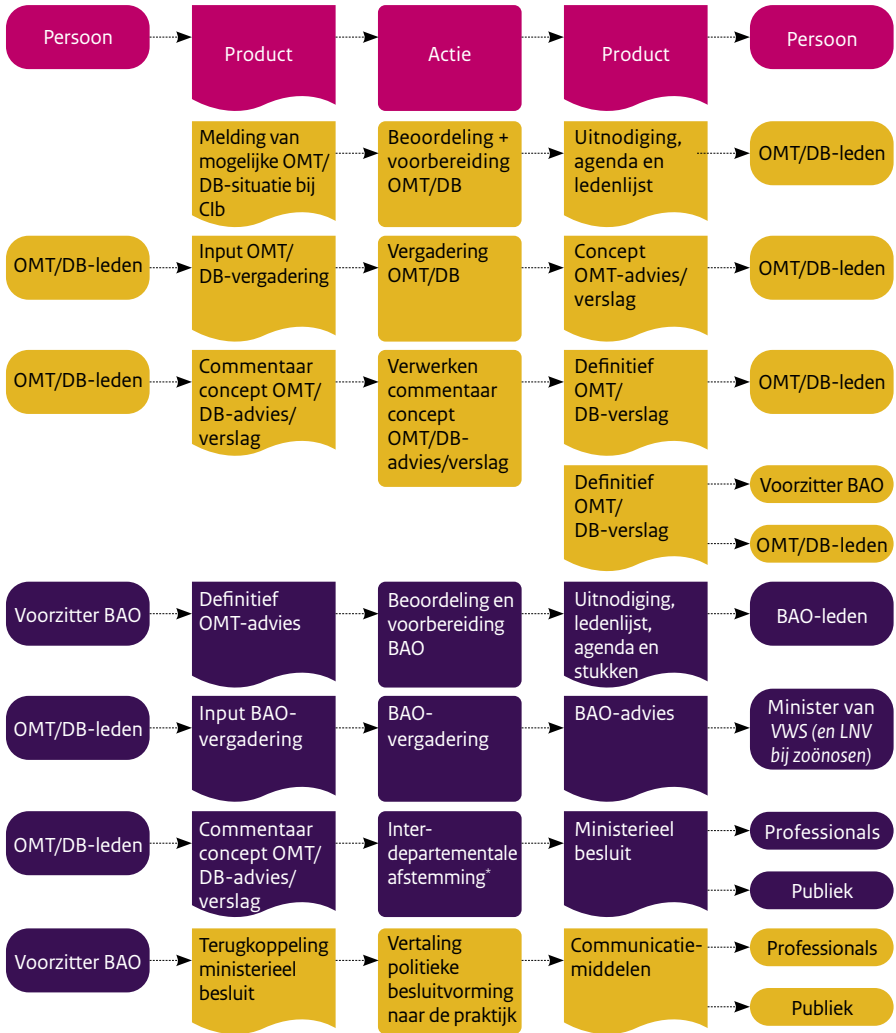 Persoon
Product
Actie
Product
Persoon
Melding van
mogelijke OMT/
DB-situatie bij
CIb
Beoordeling +
voorbereiding
OMT/DB
Uitnodiging,
agenda en
ledenlijst
OMT/DB-leden
OMT/DB-leden
Input OMT/
DB-vergadering
Vergadering
OMT/DB
Concept
OMT-advies/
verslag
OMT/DB-leden
OMT/DB-leden
Commentaar
concept OMT/
DB-advies/
verslag
Verwerken
commentaar
concept
OMT/DB-
advies/verslag
Definitief
OMT/
DB-verslag
OMT/DB-leden
Definitief
OMT/
DB-verslag
Voorzitter BAO
OMT/DB-leden
Voorzitter BAO
Definitief
OMT-advies
Beoordeling en
voorbereiding
BAO
Uitnodiging,
ledenlijst,
agenda en
stukken
BAO-leden
OMT/DB-leden
Input BAO-
vergadering
BAO-
vergadering
BAO-advies
Minister van
VWS (en LNV
bij zoönosen)
OMT/DB-leden
Commentaar
concept OMT/
DB-advies/
verslag
Inter-
departementale
afstemming*
Ministerieel
besluit
Professionals
Publiek
Voorzitter BAO
Terugkoppeling
ministerieel
besluit
Vertaling
politieke
besluitvorming
naar de praktijk
Communicatie-
middelen
Professionals
Publiek